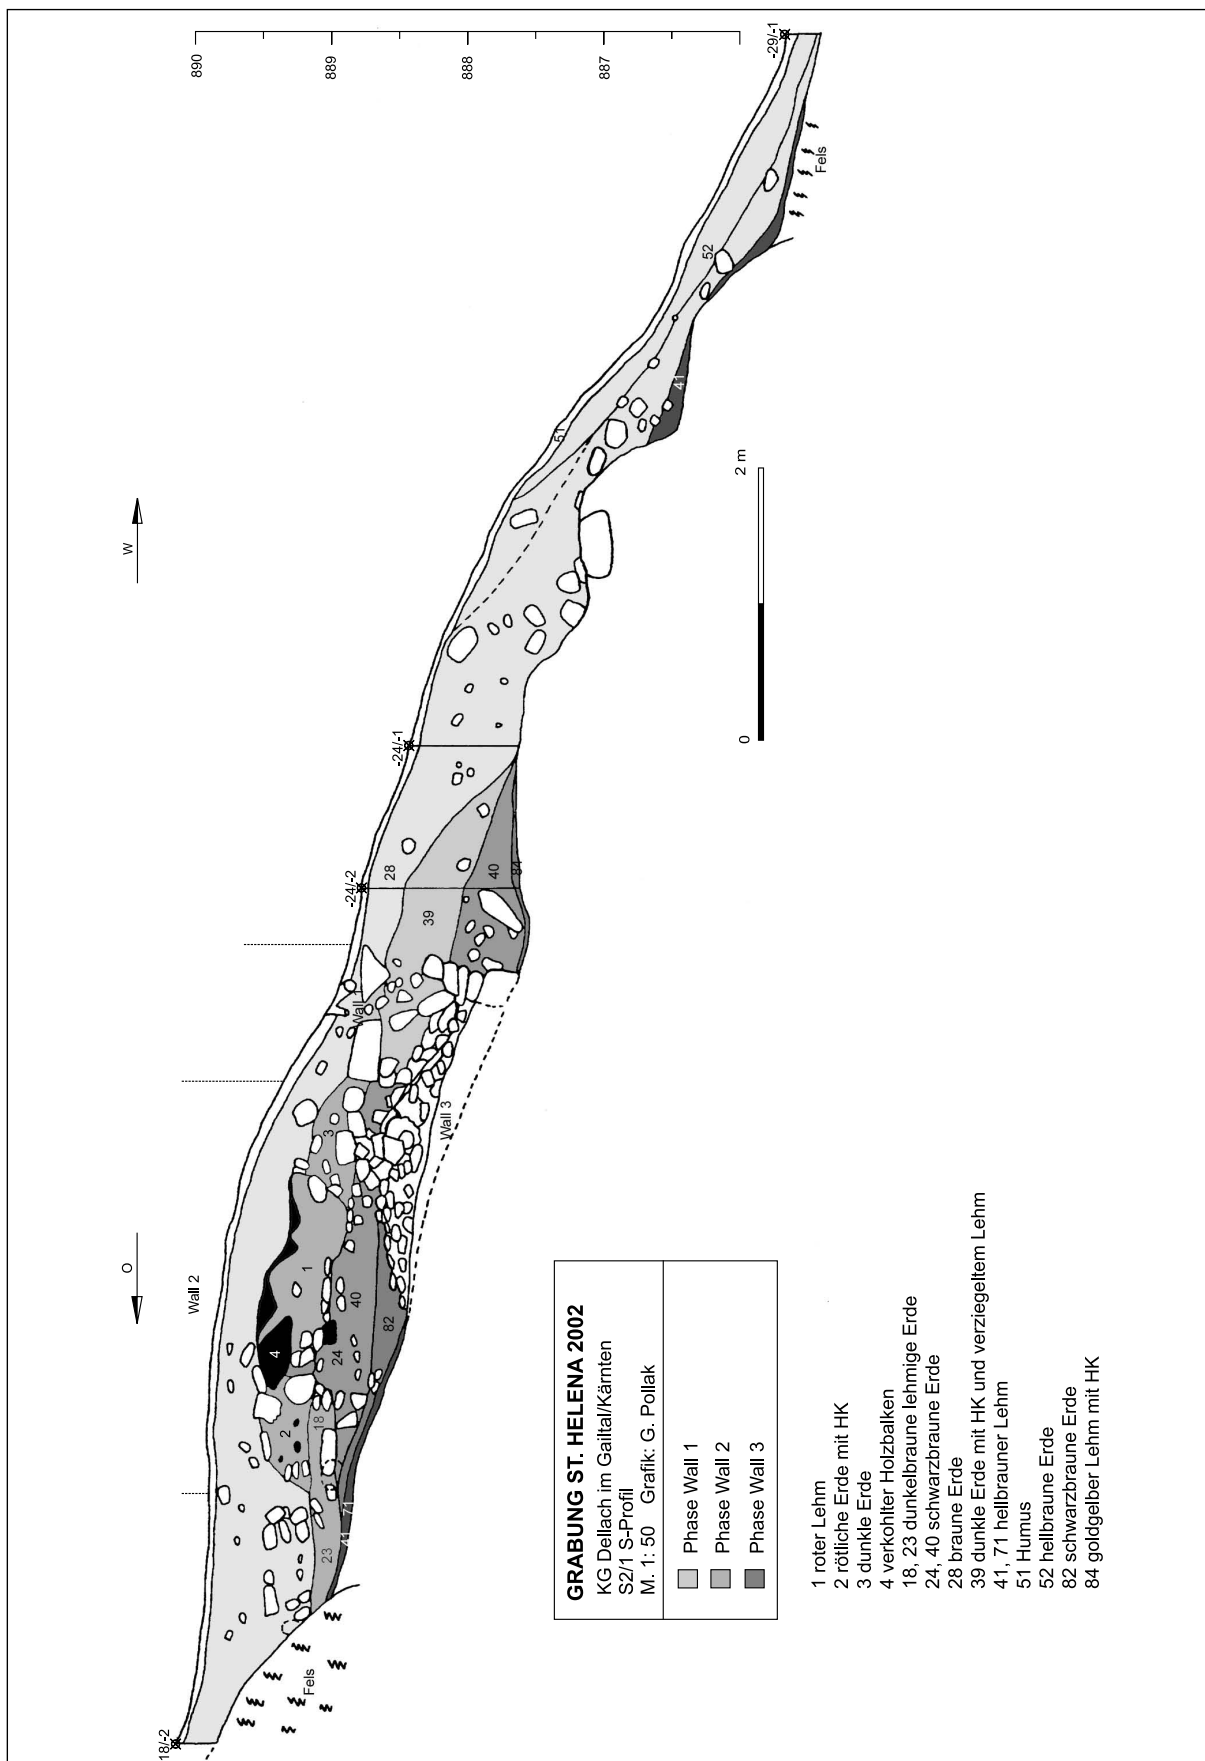 890
889
888
887
W
O
18/-2
-24/-2
-24/-1
-29/-1
Wall 2
Wall 1
Wall 3
Fels
Fels
4
2
1
3
18
23
24
40
82
41
71
28
39
40
84
51
41
52
0
2 m
GRABUNG ST. HELENA 2002
KG Dellach im Gailtal/Kärnten
S2/1 S-Profil
M. 1: 50 Grafik: G. Pollak
Phase Wall 1
Phase Wall 2
Phase Wall 3
1 roter Lehm
2 rötliche Erde mit HK
3 dunkle Erde
4 verkohlter Holzbalken
18, 23 dunkelbraune lehmige Erde
24, 40 schwarzbraune Erde
28 braune Erde
39 dunkle Erde mit HK und verziegeltem Lehm
41, 71 hellbrauner Lehm
51 Humus
52 hellbraune Erde
82 schwarzbraune Erde
84 goldgelber Lehm mit HK